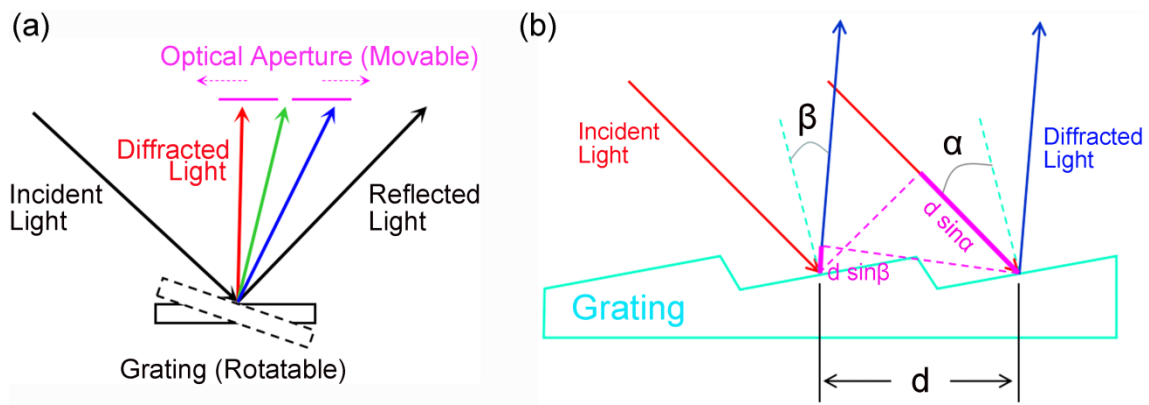 (a)
Optical Aperture (Movable)
Diffracted
Light
Incident
Light
Reflected
Light
Grating (Rotatable)
(b)
Incident
Light
β
α
Diffracted
Light
d sinα
d sinβ
Grating
d